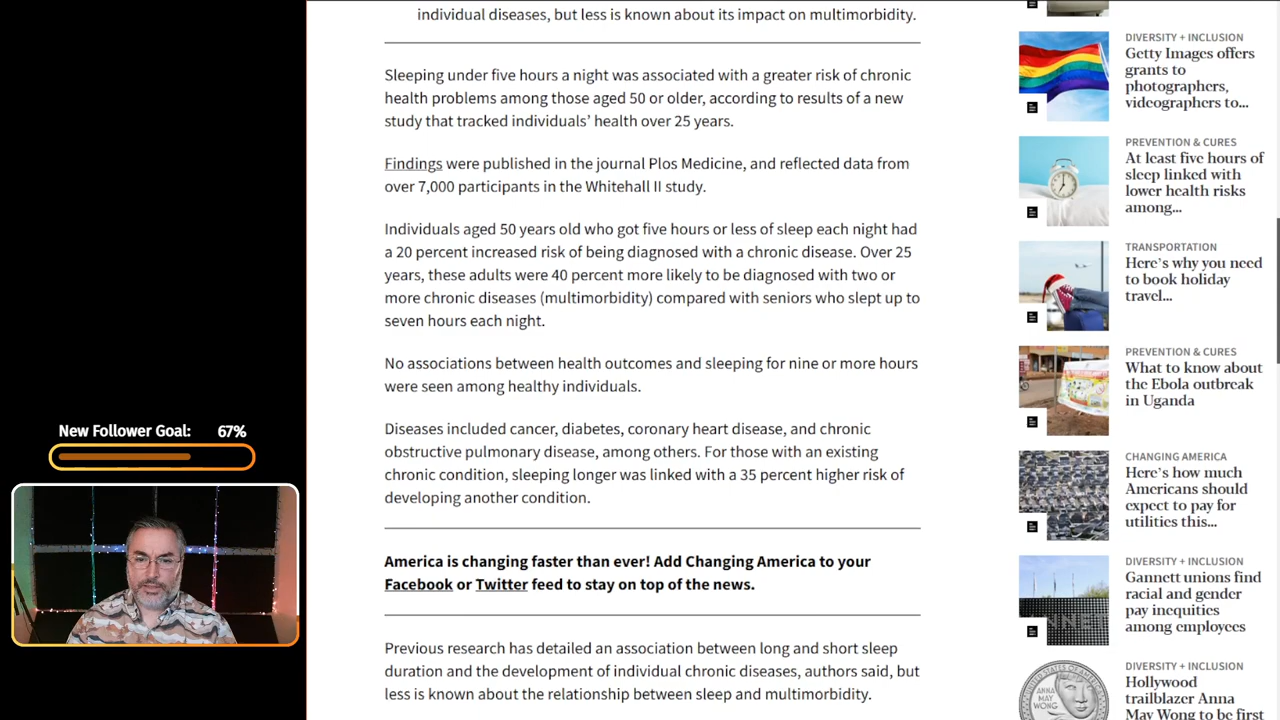 individual diseases, but less is known about its impact on multimorbidity.
Sleeping under five hours a night was associated with a greater risk of chronic
health problems among those aged 50 or older, according to results of a new
study that tracked individuals’ health over 25 years.
Findings were published in the journal Plos Medicine, and reflected data from
over 7,000 participants in the Whitehall II study.
Individuals aged 50 years old who got five hours or less of sleep each night had
a 20 percent increased risk of being diagnosed with a chronic disease. Over 25
years, these adults were 40 percent more likely to be diagnosed with two or
more chronic diseases (multimorbidity) compared with seniors who slept up to
seven hours each night.
No associations between health outcomes and sleeping for nine or more hours
were seen among healthy individuals.
Diseases included cancer, diabetes, coronary heart disease, and chronic
obstructive pulmonary disease, among others. For those with an existing
chronic condition, sleeping longer was linked with a 35 percent higher risk of
developing another condition.
America is changing faster than ever! Add Changing America to your
Facebook or Twitter feed to stay on top of the news.
Previous research has detailed an association between long and short sleep
duration and the development of individual chronic diseases, authors said, but
less is known about the relationship between sleep and multimorbidity.
New Follower Goal: 67%
DIVERSITY + INCLUSION
Getty Images offers
grants to
photographers,
videographers to...
PREVENTION & CURES
At least five hours of
sleep linked with
lower health risks
among...
TRANSPORTATION
Here’s why you need
to book holiday
travel...
PREVENTION & CURES
What to know about
the Ebola outbreak
in Uganda
CHANGING AMERICA
Here’s how much
Americans should
expect to pay for
utilities this...
DIVERSITY + INCLUSION
Gannett unions find
racial and gender
pay inequities
among employees
DIVERSITY + INCLUSION
Hollywood
trailblazer Anna
May Wong to be first
ANNA
MAY
WONG